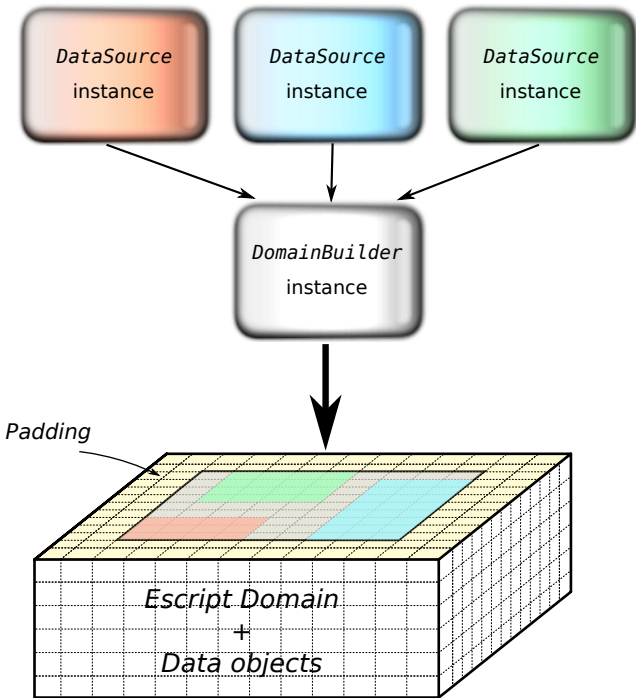 DataSource
instance
DataSource
instance
DataSource
instance
DomainBuilder
instance
Padding
Escript Domain
+
Data objects